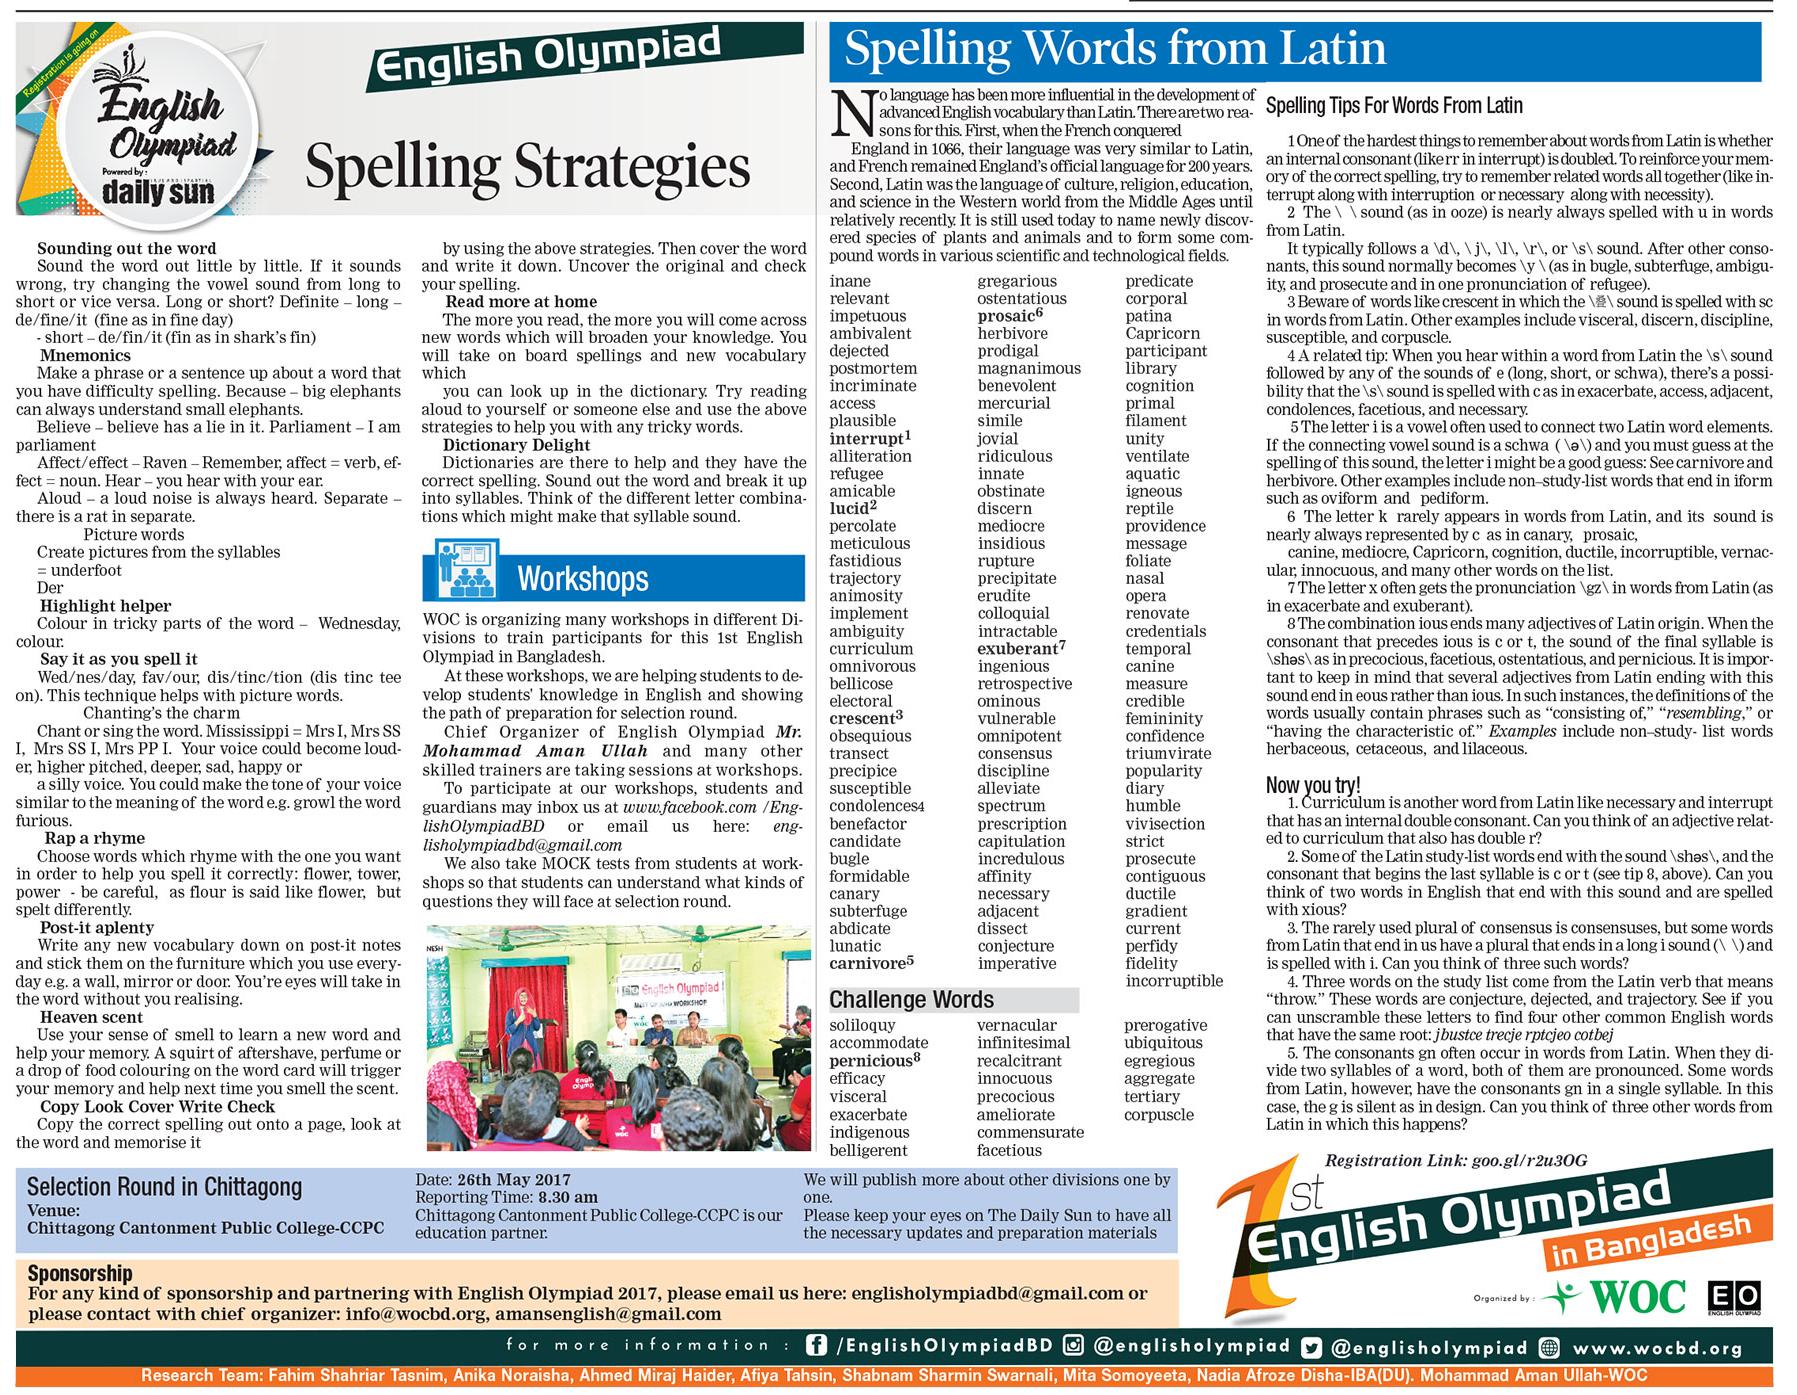 Registration is going on
English
Olympiad
Powered by :
daily sun
English Olympiad
Spelling Strategies
Sounding out the word
Sound the word out little by little. If it sounds
wrong, try changing the vowel sound from long to
short or vice versa. Long or short? Definite – long –
de/fine/it (fine as in fine day)
- short – de/fin/it (fin as in shark's fin)
Mnemonics
Make a phrase or a sentence up about a word that
you have difficulty spelling. Because – big elephants
can always understand small elephants.
Believe – believe has a lie in it. Parliament – I am
parliament
Affect/effect – Raven – Remember, affect = verb, ef-
fect = noun. Hear – you hear with your ear.
Aloud – a loud noise is always heard. Separate –
there is a rat in separate.
Picture words
Create pictures from the syllables
= underfoot
Der
Highlight helper
Colour in tricky parts of the word – Wednesday,
colour.
Say it as you spell it
Wed/nes/day, fav/our, dis/tinc/tion (dis tinc tee
on). This technique helps with picture words.
Chanting's the charm
Chant or sing the word. Mississippi = Mrs I, Mrs SS
I, Mrs SS I, Mrs PP I. Your voice could become loud-
er, higher pitched, deeper, sad, happy or
a silly voice. You could make the tone of your voice
similar to the meaning of the word e.g. growl the word
furious.
Rap a rhyme
Choose words which rhyme with the one you want
in order to help you spell it correctly: flower, tower,
power - be careful, as flour is said like flower, but
spelt differently.
Post-it aplenty
Write any new vocabulary down on post-it notes
and stick them on the furniture which you use every-
day e.g. a wall, mirror or door. You're eyes will take in
the word without you realising.
Heaven scent
Use your sense of smell to learn a new word and
help your memory. A squirt of aftershave, perfume or
a drop of food colouring on the word card will trigger
your memory and help next time you smell the scent.
Copy Look Cover Write Check
Copy the correct spelling out onto a page, look at
the word and memorise it
by using the above strategies. Then cover the word
and write it down. Uncover the original and check
your spelling.
Read more at home
The more you read, the more you will come across
new words which will broaden your knowledge. You
will take on board spellings and new vocabulary
which
you can look up in the dictionary. Try reading
aloud to yourself or someone else and use the above
strategies to help you with any tricky words.
Dictionary Delight
Dictionaries are there to help and they have the
correct spelling. Sound out the word and break it up
into syllables. Think of the different letter combina-
tions which might make that syllable sound.
Workshops
WOC is organizing many workshops in different Di-
visions to train participants for this 1st English
Olympiad in Bangladesh.
At these workshops, we are helping students to de-
velop students' knowledge in English and showing
the path of preparation for selection round.
Chief Organizer of English Olympiad Mr.
Mohammad Aman Ullah and many other
skilled trainers are taking sessions at workshops.
To participate at our workshops, students and
guardians may inbox us at www.facebook.com /Eng-
lishOlympiadBD or email us here: eng-
lisholympiadbd@gmail.com
We also take MOCK tests from students at work-
shops so that students can understand what kinds of
questions they will face at selection round.
NESH
English Olympiad
WORKSHOP
English
Olymp
WOC
Spelling Words from Latin
No language has been more influential in the development of
advanced English vocabulary than Latin. There are two rea-
sons for this. First, when the French conquered
England in 1066, their language was very similar to Latin,
and French remained England's official language for 200 years.
Second, Latin was the language of culture, religion, education,
and science in the Western world from the Middle Ages until
relatively recently. It is still used today to name newly discov-
ered species of plants and animals and to form some com-
pound words in various scientific and technological fields.
inane
relevant
impetuous
ambivalent
dejected
postmortem
incriminate
access
plausible
interrupt1
alliteration
refugee
amicable
lucid2
percolate
meticulous
fastidious
trajectory
animosity
implement
ambiguity
curriculum
omnivorous
bellicose
electoral
crescent3
obsequious
transect
precipice
susceptible
condolences4
benefactor
candidate
bugle
formidable
canary
subterfuge
abdicate
lunatic
carnivore5
gregarious
ostentatious
prosaic6
herbivore
prodigal
magnanimous
benevolent
mercurial
simile
jovial
ridiculous
innate
obstinate
discern
mediocre
insidious
rupture
precipitate
erudite
colloquial
intractable
exuberant7
ingenious
retrospective
ominous
vulnerable
omnipotent
consensus
discipline
alleviate
spectrum
prescription
capitulation
incredulous
affinity
necessary
adjacent
dissect
conjecture
imperative
predicate
corporal
patina
Capricorn
participant
library
cognition
primal
filament
unity
ventilate
aquatic
igneous
reptile
providence
message
foliate
nasal
opera
renovate
credentials
temporal
canine
measure
credible
femininity
confidence
triumvirate
popularity
diary
humble
vivisection
strict
prosecute
contiguous
ductile
gradient
current
perfidy
fidelity
incorruptible
Challenge Words
soliloquy
accommodate
pernicious8
efficacy
visceral
exacerbate
indigenous
belligerent
vernacular
infinitesimal
recalcitrant
innocuous
precocious
ameliorate
commensurate
facetious
prerogative
ubiquitous
egregious
aggregate
tertiary
corpuscle
Spelling Tips For Words From Latin
1 One of the hardest things to remember about words from Latin is whether
an internal consonant (like rr in interrupt) is doubled. To reinforce your mem-
ory of the correct spelling, try to remember related words all together (like in-
terrupt along with interruption or necessary along with necessity).
2 The \ \ sound (as in ooze) is nearly always spelled with u in words
from Latin.
It typically follows a \d\, \ j\, \l\, \r\, or \s\ sound. After other conso-
nants, this sound normally becomes \y \ (as in bugle, subterfuge, ambigu-
ity, and prosecute and in one pronunciation of refugee).
3 Beware of words like crescent in which the \ \ sound is spelled with sc
in words from Latin. Other examples include visceral, discern, discipline,
susceptible, and corpuscle.
4 A related tip: When you hear within a word from Latin the \s\ sound
followed by any of the sounds of e (long, short, or schwa), there's a possi-
bility that the \s\ sound is spelled with c as in exacerbate, access, adjacent,
condolences, facetious, and necessary.
5 The letter i is a vowel often used to connect two Latin word elements.
If the connecting vowel sound is a schwa ( \ə\) and you must guess at the
spelling of this sound, the letter i might be a good guess: See carnivore and
herbivore. Other examples include non–study-list words that end in iform
such as oviform and pediform.
6 The letter k rarely appears in words from Latin, and its sound is
nearly always represented by c as in canary, prosaic,
canine, mediocre, Capricorn, cognition, ductile, incorruptible, vernac-
ular, innocuous, and many other words on the list.
7 The letter x often gets the pronunciation \gz\ in words from Latin (as
in exacerbate and exuberant).
8 The combination ious ends many adjectives of Latin origin. When the
consonant that precedes ious is c or t, the sound of the final syllable is
\shəs\ as in precocious, facetious, ostentatious, and pernicious. It is impor-
tant to keep in mind that several adjectives from Latin ending with this
sound end in eous rather than ious. In such instances, the definitions of the
words usually contain phrases such as “consisting of,” “resembling,” or
“having the characteristic of.” Examples include non–study- list words
herbaceous, cetaceous, and lilaceous.
Now you try!
1. Curriculum is another word from Latin like necessary and interrupt
that has an internal double consonant. Can you think of an adjective relat-
ed to curriculum that also has double r?
2. Some of the Latin study-list words end with the sound \shəs\, and the
consonant that begins the last syllable is c or t (see tip 8, above). Can you
think of two words in English that end with this sound and are spelled
with xious?
3. The rarely used plural of consensus is consensuses, but some words
from Latin that end in us have a plural that ends in a long i sound (\ \) and
is spelled with i. Can you think of three such words?
4. Three words on the study list come from the Latin verb that means
“throw.” These words are conjecture, dejected, and trajectory. See if you
can unscramble these letters to find four other common English words
that have the same root: jbustce trecje rptcjeo cotbej
5. The consonants gn often occur in words from Latin. When they di-
vide two syllables of a word, both of them are pronounced. Some words
from Latin, however, have the consonants gn in a single syllable. In this
case, the g is silent as in design. Can you think of three other words from
Latin in which this happens?
Selection Round in Chittagong
Venue:
Chittagong Cantonment Public College-CCPC
Date: 26th May 2017
Reporting Time: 8.30 am
Chittagong Cantonment Public College-CCPC is our
education partner.
We will publish more about other divisions one by
one.
Please keep your eyes on The Daily Sun to have all
the necessary updates and preparation materials
Sponsorship
For any kind of sponsorship and partnering with English Olympiad 2017, please email us here: englisholympiadbd@gmail.com or
please contact with chief organizer: info@wocbd.org, amansenglish@gmail.com
Registration Link: goo.gl/r2u3OG
1st
English Olympiad
in Bangladesh
Organized by :
WOC
EO
ENGLISH OLYMPIAD
for more information : /EnglishOlympiadBD @englisholympiad @englisholympiad www.wocbd.org
Research Team: Fahim Shahriar Tasnim, Anika Noraisha, Ahmed Miraj Haider, Afiya Tahsin, Shabnam Sharmin Swarnali, Mita Somoyeeta, Nadia Afroze Disha-IBA(DU). Mohammad Aman Ullah-WOC